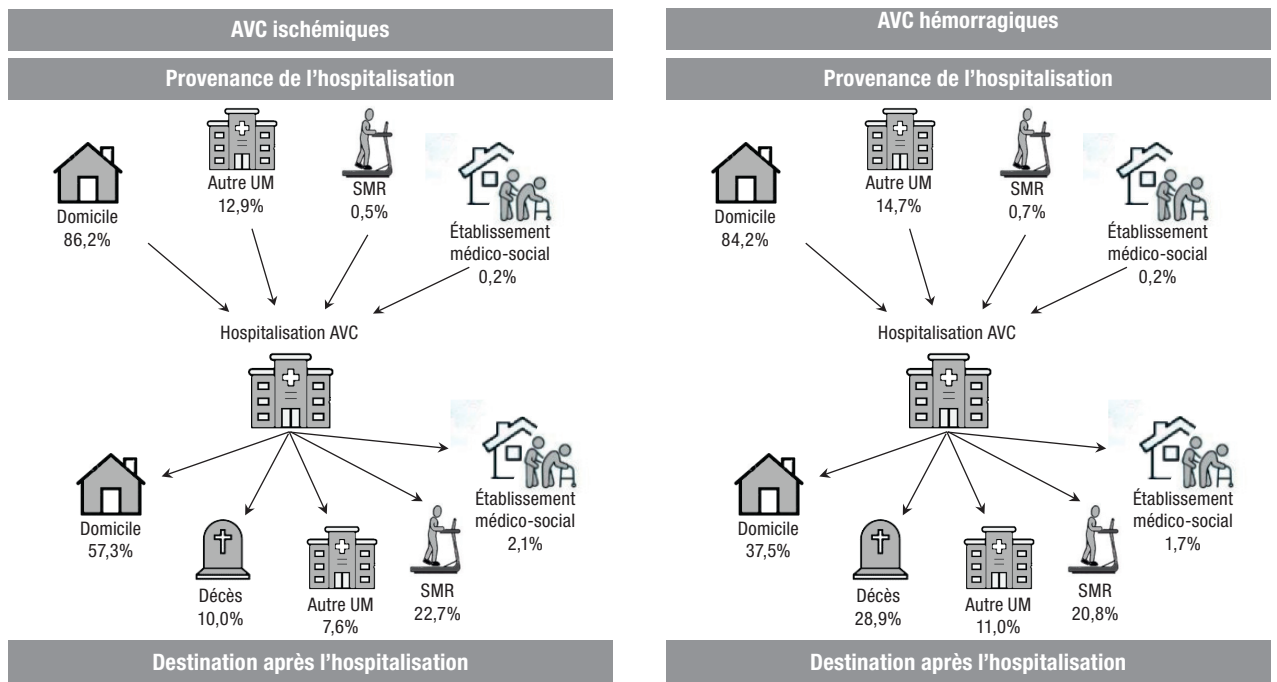 AVC ischémiques
Provenance de l'hospitalisation
Domicile
86,2%
Autre UM
12,9%
SMR
0,5%
Établissement
médico-social
0,2%
Hospitalisation AVC
Domicile
57,3%
Décès
10,0%
Autre UM
7,6%
SMR
22,7%
Établissement
médico-social
2,1%
Destination après l'hospitalisation
AVC hémorragiques
Provenance de l'hospitalisation
Domicile
84,2%
Autre UM
14,7%
SMR
0,7%
Établissement
médico-social
0,2%
Hospitalisation AVC
Domicile
37,5%
Décès
28,9%
Autre UM
11,0%
SMR
20,8%
Établissement
médico-social
1,7%
Destination après l'hospitalisation